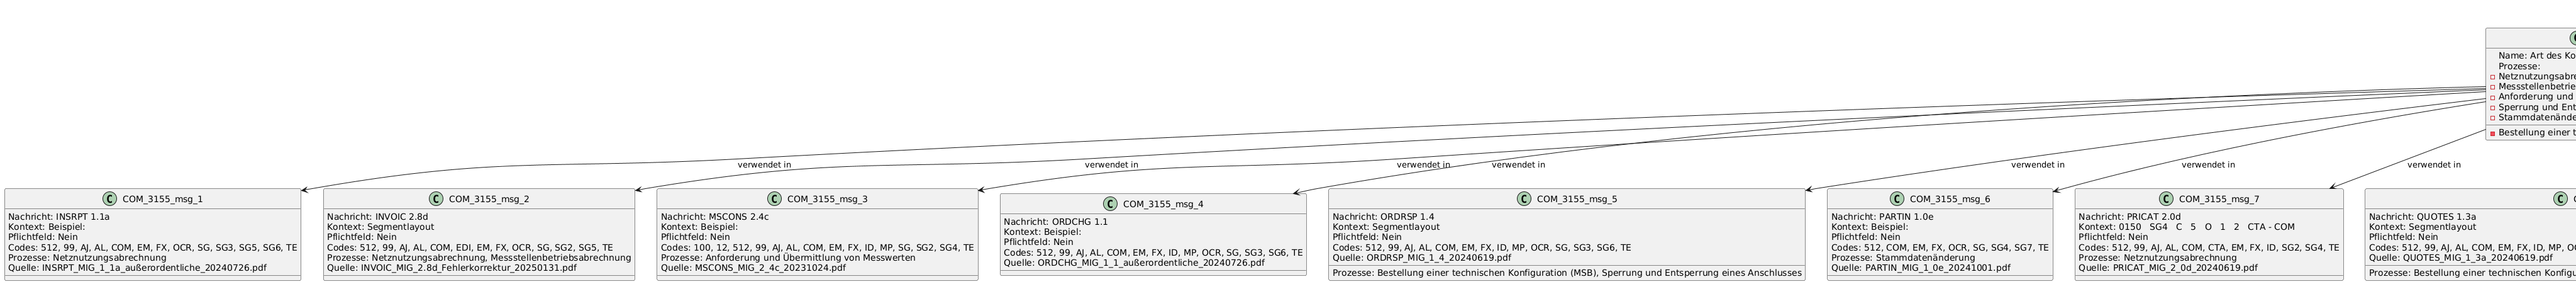 Name: Art des Ko
Prozesse:
Netznutzungsabre
Messstellenbetrie
Anforderung und
Sperrung und Ent
Stammdatenände
Bestellung einer t
verwendet in
verwendet in
verwendet in
verwendet in
verwendet in
verwendet in
verwendet in
C COM_3155_msg_1
Nachricht: INSRPT 1.1a
Kontext: Beispiel:
Pflichtfeld: Nein
Codes: 512, 99, AJ, AL, COM, EM, FX, OCR, SG, SG3, SG5, SG6, TE
Prozesse: Netznutzungsabrechnung
Quelle: INSRPT_MIG_1_1a_außerordentliche_20240726.pdf
C COM_3155_msg_2
Nachricht: INVOIC 2.8d
Kontext: Segmentlayout
Pflichtfeld: Nein
Codes: 512, 99, AJ, AL, COM, EDI, EM, FX, OCR, SG, SG2, SG5, TE
Prozesse: Netznutzungsabrechnung, Messstellenbetriebsabrechnung
Quelle: INVOIC_MIG_2.8d_Fehlerkorrektur_20250131.pdf
C COM_3155_msg_3
Nachricht: MSCONS 2.4c
Kontext: Beispiel:
Pflichtfeld: Nein
Codes: 100, 12, 512, 99, AJ, AL, COM, EM, FX, ID, MP, SG, SG2, SG4, TE
Prozesse: Anforderung und Übermittlung von Messwerten
Quelle: MSCONS_MIG_2_4c_20231024.pdf
C COM_3155_msg_4
Nachricht: ORDCHG 1.1
Kontext: Beispiel:
Pflichtfeld: Nein
Codes: 512, 99, AJ, AL, COM, EM, FX, ID, MP, OCR, SG, SG3, SG6, TE
Quelle: ORDCHG_MIG_1_1_außerordentliche_20240726.pdf
C COM_3155_msg_5
Nachricht: ORDRSP 1.4
Kontext: Segmentlayout
Pflichtfeld: Nein
Codes: 512, 99, AJ, AL, COM, EM, FX, ID, MP, OCR, SG, SG3, SG6, TE
Quelle: ORDRSP_MIG_1_4_20240619.pdf
Prozesse: Bestellung einer technischen Konfiguration (MSB), Sperrung und Entsperrung eines Anschlusses
C COM_3155_msg_6
Nachricht: PARTIN 1.0e
Kontext: Beispiel:
Pflichtfeld: Nein
Codes: 512, COM, EM, FX, OCR, SG, SG4, SG7, TE
Prozesse: Stammdatenänderung
Quelle: PARTIN_MIG_1_0e_20241001.pdf
C COM_3155_msg_7
Nachricht: PRICAT 2.0d
Kontext: 0150 SG4 C 5 O 1 2 CTA - COM
Pflichtfeld: Nein
Codes: 512, 99, AJ, AL, COM, CTA, EM, FX, ID, SG2, SG4, TE
Prozesse: Netznutzungsabrechnung
Quelle: PRICAT_MIG_2_0d_20240619.pdf
Nachricht: QUOTES 1.3a
Kontext: Segmentlayout
Pflichtfeld: Nein
Codes: 512, 99, AJ, AL, COM, EM, FX, ID, MP, O
Quelle: QUOTES_MIG_1_3a_20240619.pdf
Prozesse: Bestellung einer technischen Konfigu